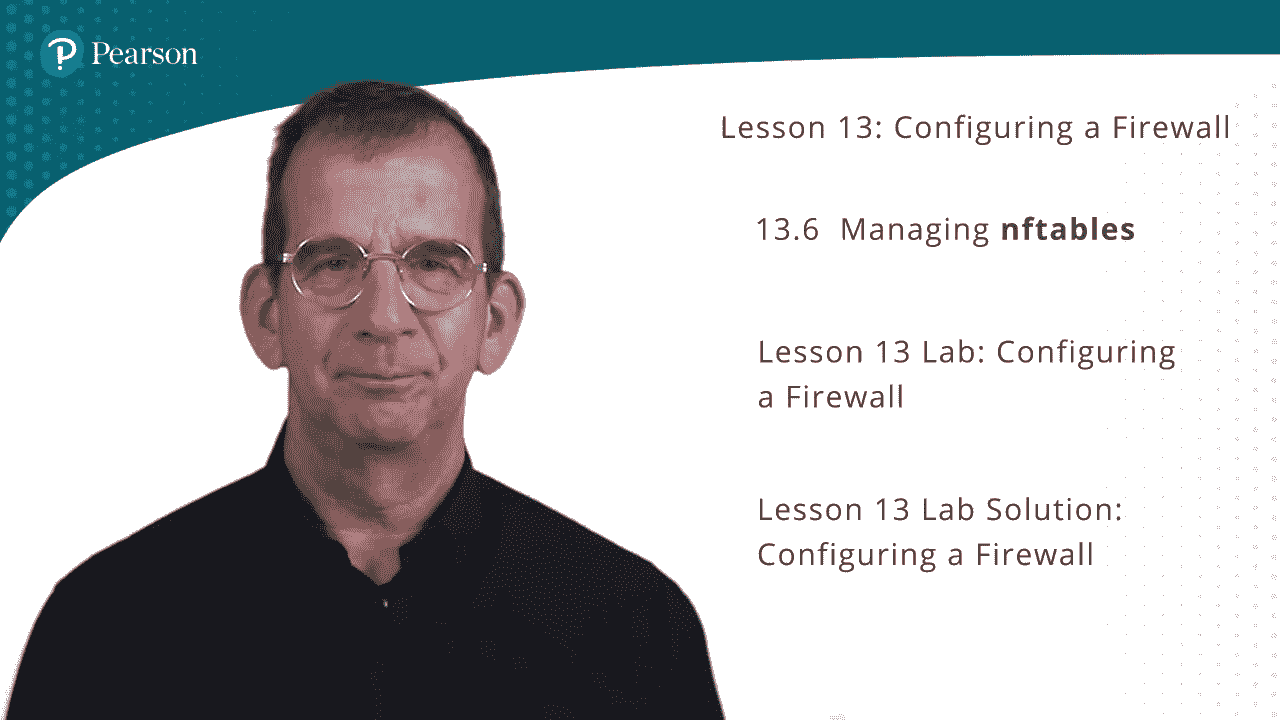 Pearson
Lesson 13: Configuring a Firewall
13.6 Managing nftables
Lesson 13 Lab: Configuring
a Firewall
Lesson 13 Lab Solution:
Configuring a Firewall